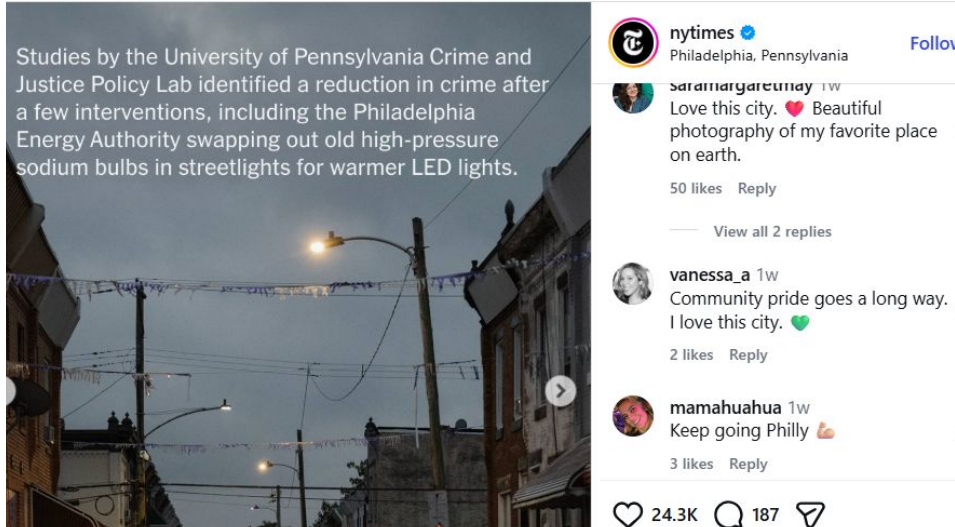 Studies by the University of Pennsylvania Crime and
Justice Policy Lab identified a reduction in crime after
a few interventions, including the Philadelphia
Energy Authority swapping out old high-pressure
sodium bulbs in streetlights for warmer LED lights.
nytimes
Follow
Philadelphia, Pennsylvania
saramargaretmay 1w
Love this city. ❤️ Beautiful
photography of my favorite place
on earth.
50 likes Reply
View all 2 replies
vanessa_a 1w
Community pride goes a long way.
I love this city. 💚
2 likes Reply
mamahuahua 1w
Keep going Philly 💪🏼
3 likes Reply
24.3K 187